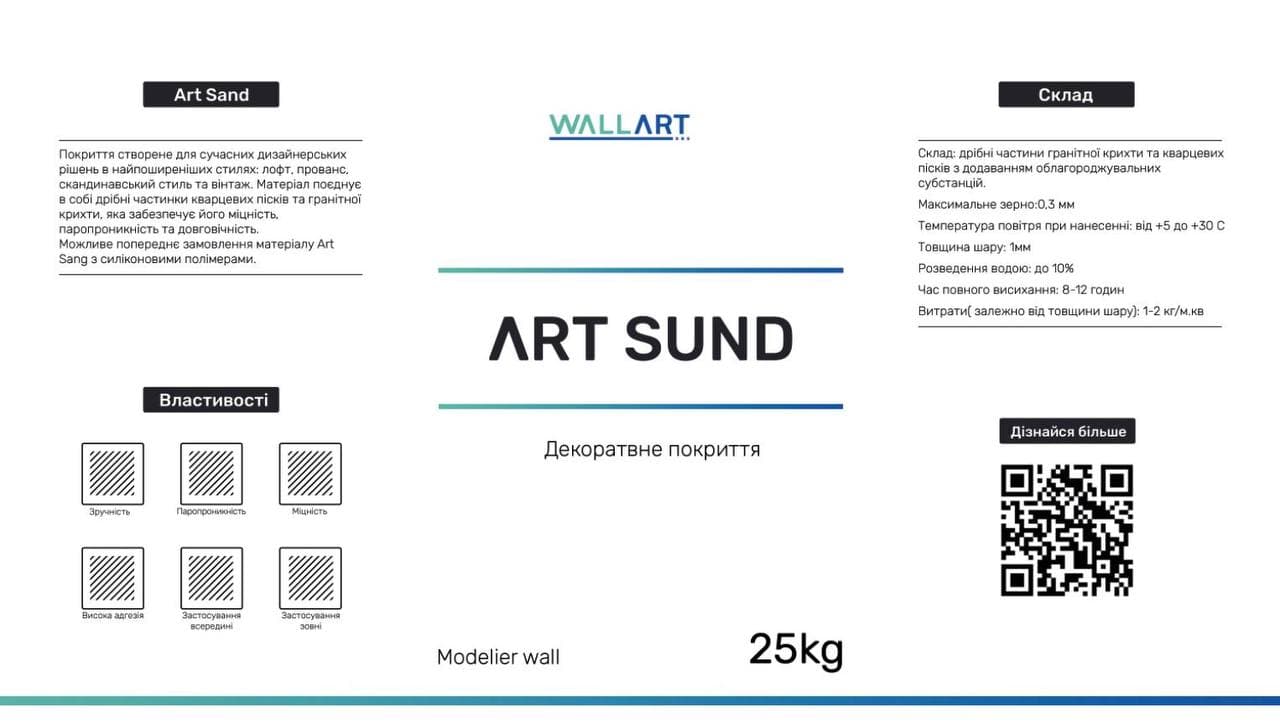 Art Sand
Покриття створене для сучасних дизайнерських
рішень в найпоширеніших стилях: лофт, прованс,
скандинавський стиль та вінтаж. Матеріал поєднує
в собі дрібні частинки кварцевих пісків та гранітної
крихти, яка забезпечує його міцність,
паропроникність та довговічність.
Можливе попереднє замовлення матеріалу Art
Sang з силіконовими полімерами.
Властивості
Зручність
Паропроникність
Міцність
Висока адгезія
Застосування
всередині
Застосування
зовні
WALLART
ART SUND
Декоратвне покриття
Modelier wall
25kg
Склад
Склад: дрібні частини гранітної крихти та кварцевих
пісків з додаванням облагороджувальних
субстанцій.
Максимальне зерно:0,3 мм
Температура повітря при нанесенні: від +5 до +30 С
Товщина шару: 1мм
Розведення водою: до 10%
Час повного висихання: 8-12 годин
Витрати( залежно від товщини шару): 1-2 кг/м.кв
Дізнайся більше